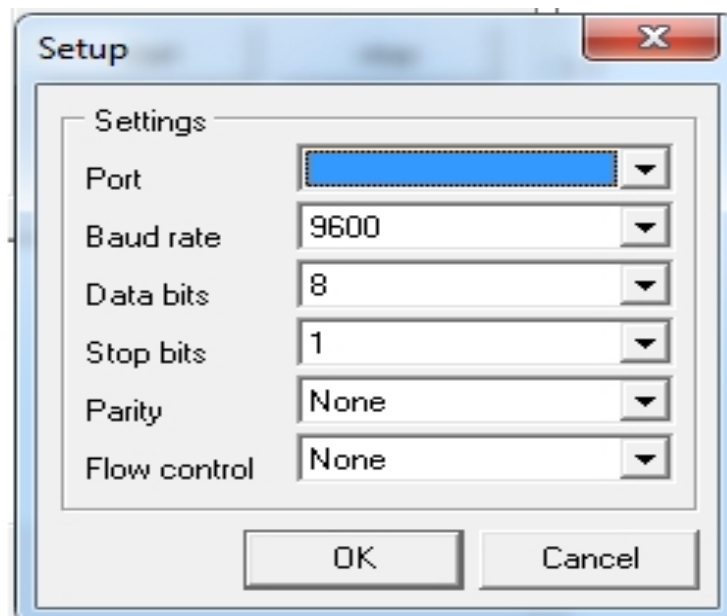 Setup
Settings
Port
Baud rate 9600
Data bits 8
Stop bits 1
Parity None
Flow control None
OK Cancel